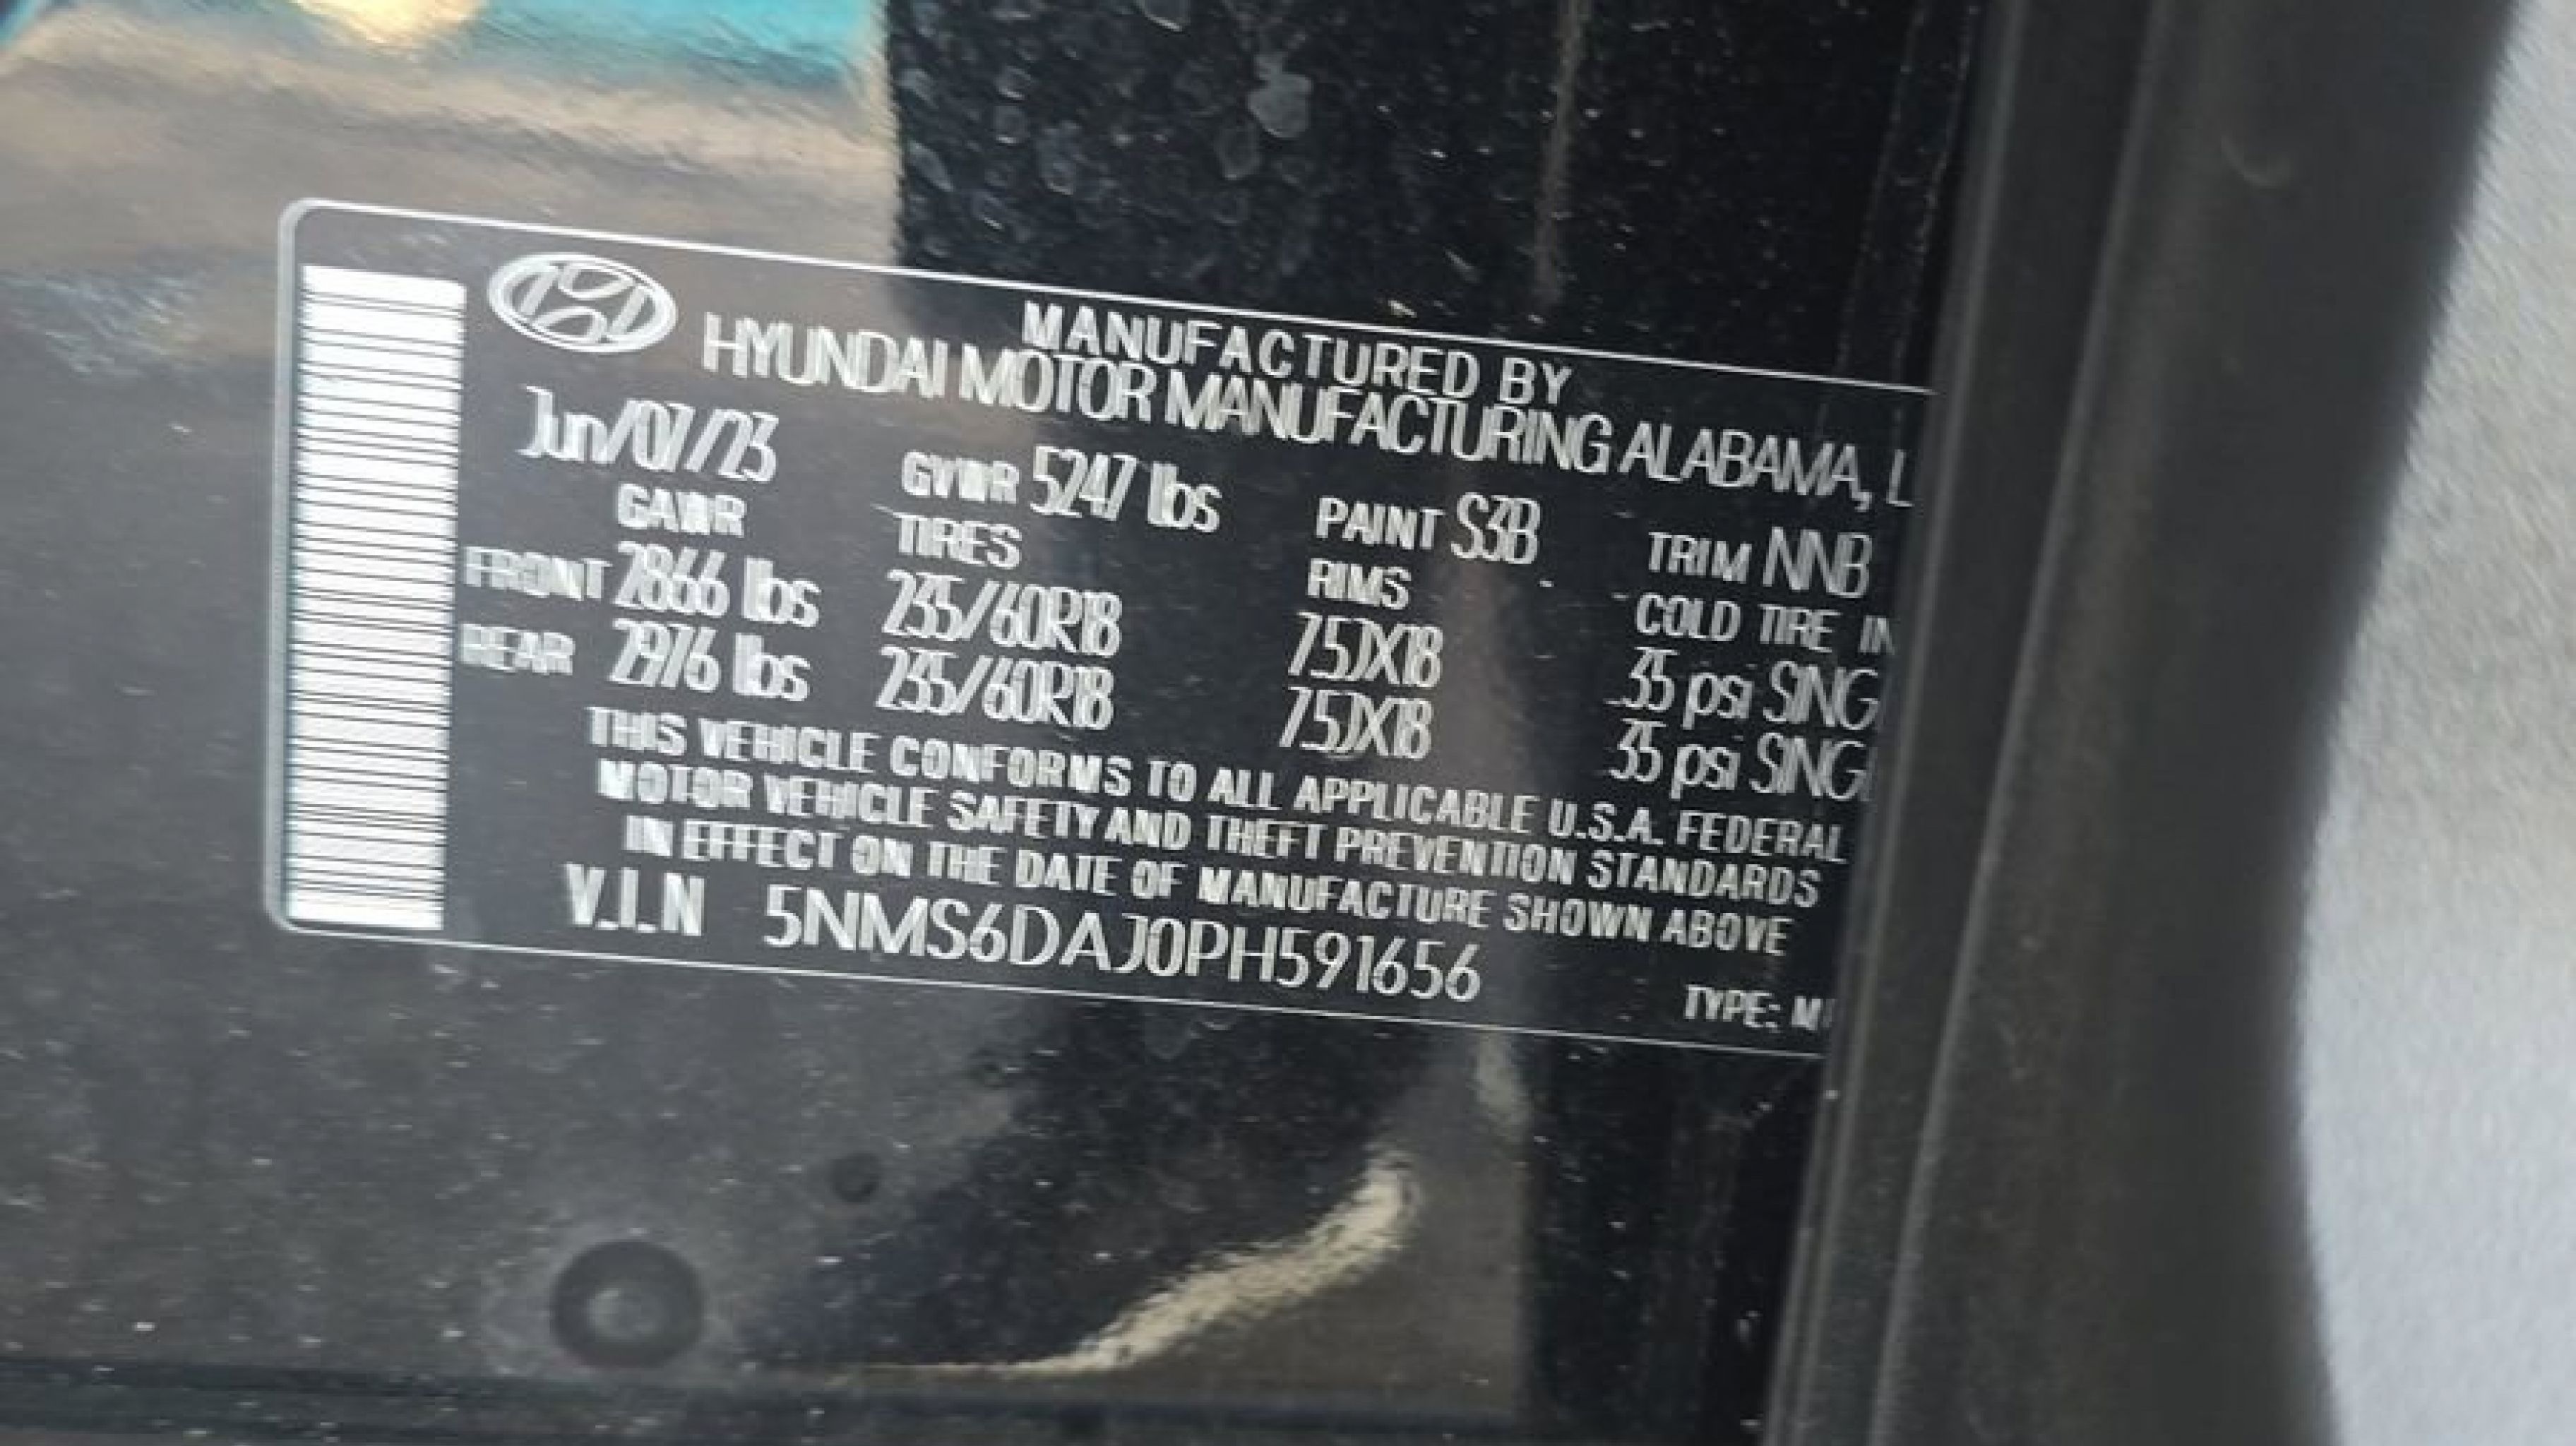 MANUFACTURED BY
HYUNDAI MOTOR MANUFACTURING ALABAMA, L
Jun/07/23 GVWR 5247 lbs PAINT S3B TRIM NNB
GAWR TIRES RIMS COLD TIRE IN
FRONT 2866 lbs 235/60R18 7.5JX18 35 psi SING
REAR 2976 lbs 235/60R18 7.5JX18 35 psi SING
THIS VEHICLE CONFORMS TO ALL APPLICABLE U.S.A. FEDERAL
MOTOR VEHICLE SAFETY AND THEFT PREVENTION STANDARDS
IN EFFECT ON THE DATE OF MANUFACTURE SHOWN ABOVE
V.I.N 5NMS6DAJ0PH591656
TYPE: M